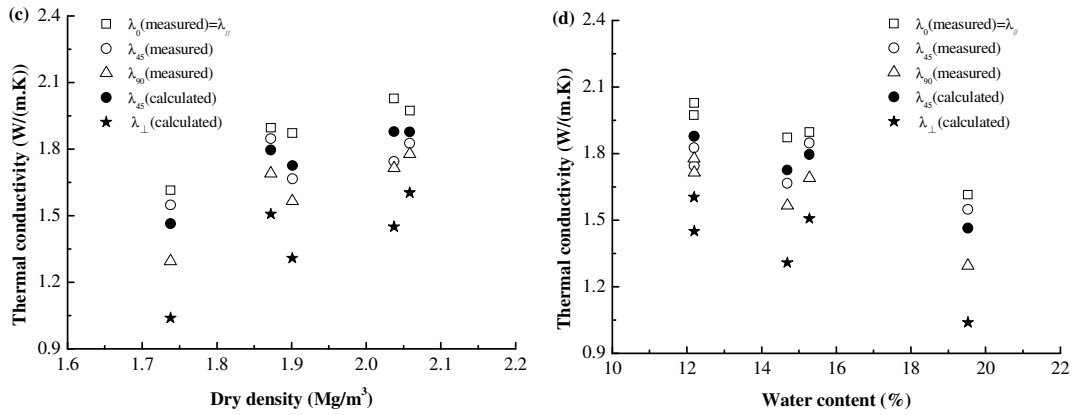 (c)
λ₀(measured)=λ//
λ₄₅(measured)
λ₉₀(measured)
λ₄₅(calculated)
λ⊥(calculated)
Thermal conductivity (W/(m.K))
2.4
2.1
1.8
1.5
1.2
0.9
1.6 1.7 1.8 1.9 2.0 2.1 2.2
Dry density (Mg/m³)
(d)
λ₀(measured)=λ//
λ₄₅(measured)
λ₉₀(measured)
λ₄₅(calculated)
λ⊥(calculated)
Thermal conductivity (W/(m.K))
2.4
2.1
1.8
1.5
1.2
0.9
10 12 14 16 18 20 22
Water content (%)